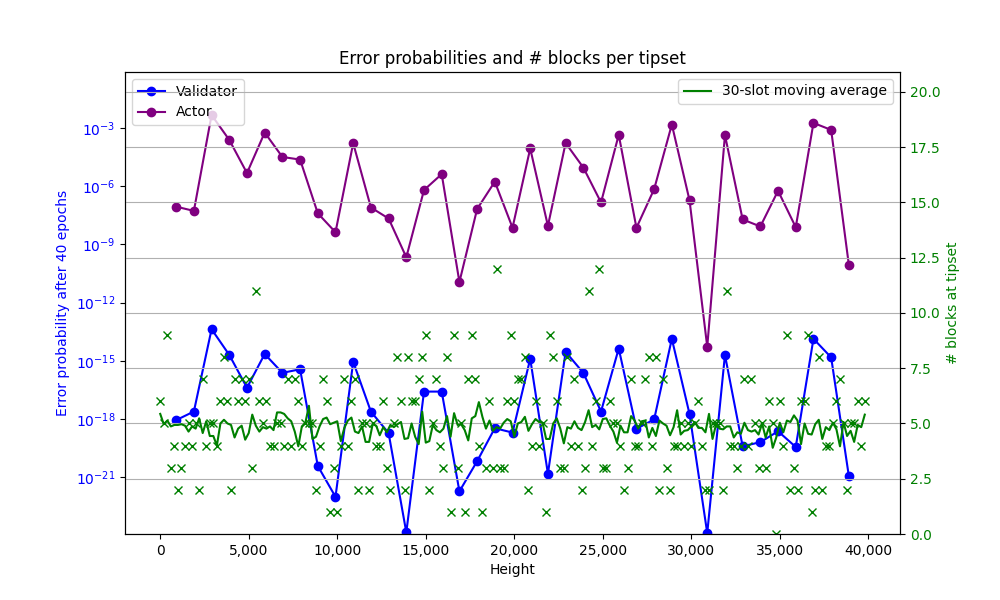 Error probabilities and # blocks per tipset
Validator
Actor
30-slot moving average
Error probability after 40 epochs
10⁻³
10⁻⁶
10⁻⁹
10⁻¹²
10⁻¹⁵
10⁻¹⁸
10⁻²¹
20.0
17.5
15.0
12.5
10.0
7.5
5.0
2.5
0.0
# blocks at tipset
0 5,000 10,000 15,000 20,000 25,000 30,000 35,000 40,000
Height